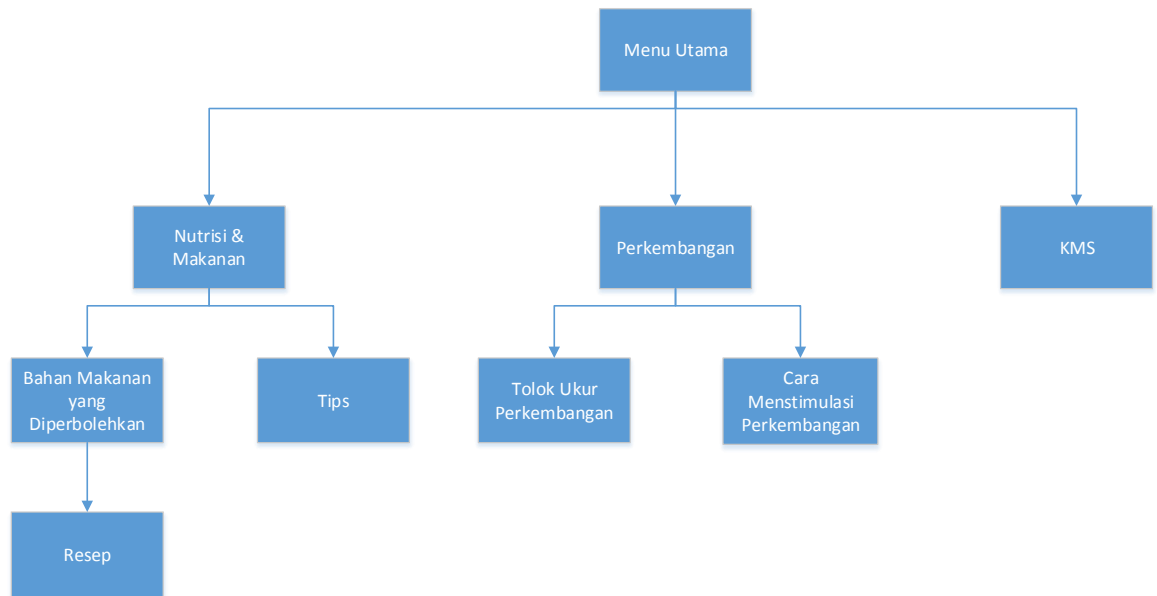 Menu Utama
Nutrisi &
Makanan
Perkembangan
KMS
Bahan Makanan
yang
Diperbolehkan
Tips
Tolok Ukur
Perkembangan
Cara
Menstimulasi
Perkembangan
Resep